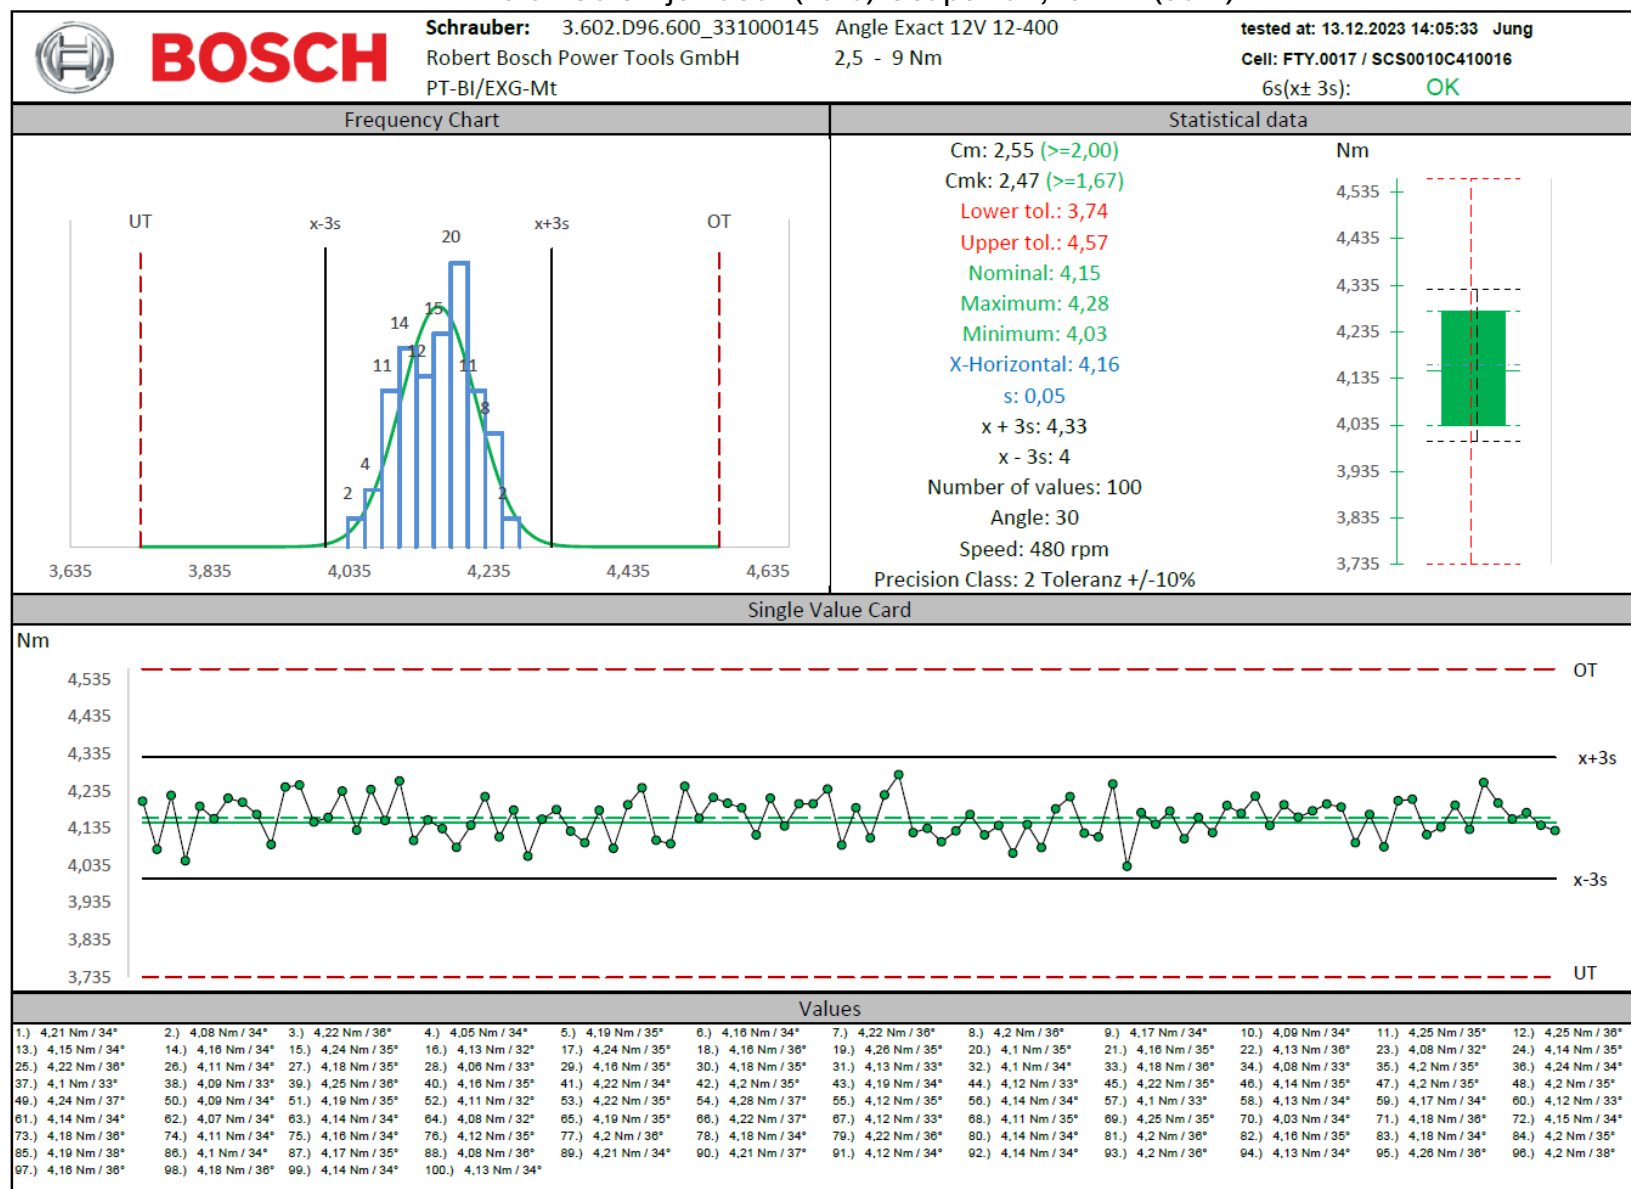 BOSCH
Schrauber: 3.602.D96.600_331000145 Angle Exact 12V 12-400
Robert Bosch Power Tools GmbH 2,5 - 9 Nm
PT-BI/EXG-Mt
tested at: 13.12.2023 14:05:33 Jung
Cell: FTY.0017 / SCS0010C410016
6s(x± 3s): OK
Frequency Chart
UT x-3s x+3s OT
20
15
14
12
11 11
8
4
2 2
3,635 3,835 4,035 4,235 4,435 4,635
Statistical data
Cm: 2,55 (>=2,00)
Cmk: 2,47 (>=1,67)
Lower tol.: 3,74
Upper tol.: 4,57
Nominal: 4,15
Maximum: 4,28
Minimum: 4,03
X-Horizontal: 4,16
s: 0,05
x + 3s: 4,33
x - 3s: 4
Number of values: 100
Angle: 30
Speed: 480 rpm
Precision Class: 2 Toleranz +/-10%
Nm
4,535
4,435
4,335
4,235
4,135
4,035
3,935
3,835
3,735
Single Value Card
Nm
4,535
4,435
4,335
4,235
4,135
4,035
3,935
3,835
3,735
OT
x+3s
x-3s
UT
Values
1.) 4,21 Nm / 34° 2.) 4,08 Nm / 34° 3.) 4,22 Nm / 36° 4.) 4,05 Nm / 34° 5.) 4,19 Nm / 35° 6.) 4,16 Nm / 34° 7.) 4,22 Nm / 36° 8.) 4,2 Nm / 36° 9.) 4,17 Nm / 34° 10.) 4,09 Nm / 34° 11.) 4,25 Nm / 35° 12.) 4,25 Nm / 36°
13.) 4,15 Nm / 34° 14.) 4,16 Nm / 34° 15.) 4,24 Nm / 35° 16.) 4,13 Nm / 32° 17.) 4,24 Nm / 35° 18.) 4,16 Nm / 36° 19.) 4,26 Nm / 35° 20.) 4,1 Nm / 35° 21.) 4,16 Nm / 35° 22.) 4,13 Nm / 36° 23.) 4,08 Nm / 32° 24.) 4,14 Nm / 35°
25.) 4,22 Nm / 36° 26.) 4,11 Nm / 34° 27.) 4,18 Nm / 35° 28.) 4,06 Nm / 33° 29.) 4,16 Nm / 35° 30.) 4,18 Nm / 35° 31.) 4,13 Nm / 33° 32.) 4,1 Nm / 34° 33.) 4,18 Nm / 36° 34.) 4,08 Nm / 33° 35.) 4,2 Nm / 35° 36.) 4,24 Nm / 34°
37.) 4,1 Nm / 33° 38.) 4,09 Nm / 33° 39.) 4,25 Nm / 36° 40.) 4,16 Nm / 35° 41.) 4,22 Nm / 34° 42.) 4,2 Nm / 35° 43.) 4,19 Nm / 34° 44.) 4,12 Nm / 33° 45.) 4,22 Nm / 35° 46.) 4,14 Nm / 35° 47.) 4,2 Nm / 35° 48.) 4,2 Nm / 35°
49.) 4,24 Nm / 37° 50.) 4,09 Nm / 34° 51.) 4,19 Nm / 35° 52.) 4,11 Nm / 32° 53.) 4,22 Nm / 35° 54.) 4,28 Nm / 37° 55.) 4,12 Nm / 35° 56.) 4,14 Nm / 34° 57.) 4,1 Nm / 33° 58.) 4,13 Nm / 34° 59.) 4,17 Nm / 34° 60.) 4,12 Nm / 33°
61.) 4,14 Nm / 34° 62.) 4,07 Nm / 34° 63.) 4,14 Nm / 34° 64.) 4,08 Nm / 32° 65.) 4,19 Nm / 35° 66.) 4,22 Nm / 37° 67.) 4,12 Nm / 33° 68.) 4,11 Nm / 35° 69.) 4,25 Nm / 35° 70.) 4,03 Nm / 34° 71.) 4,18 Nm / 36° 72.) 4,15 Nm / 34°
73.) 4,18 Nm / 36° 74.) 4,11 Nm / 34° 75.) 4,16 Nm / 34° 76.) 4,12 Nm / 35° 77.) 4,2 Nm / 36° 78.) 4,18 Nm / 34° 79.) 4,22 Nm / 36° 80.) 4,14 Nm / 34° 81.) 4,2 Nm / 36° 82.) 4,16 Nm / 35° 83.) 4,18 Nm / 34° 84.) 4,2 Nm / 35°
85.) 4,19 Nm / 38° 86.) 4,1 Nm / 34° 87.) 4,17 Nm / 35° 88.) 4,08 Nm / 36° 89.) 4,21 Nm / 34° 90.) 4,21 Nm / 37° 91.) 4,12 Nm / 34° 92.) 4,14 Nm / 34° 93.) 4,2 Nm / 36° 94.) 4,13 Nm / 34° 95.) 4,26 Nm / 36° 96.) 4,2 Nm / 38°
97.) 4,16 Nm / 36° 98.) 4,18 Nm / 36° 99.) 4,14 Nm / 34° 100.) 4,13 Nm / 34°